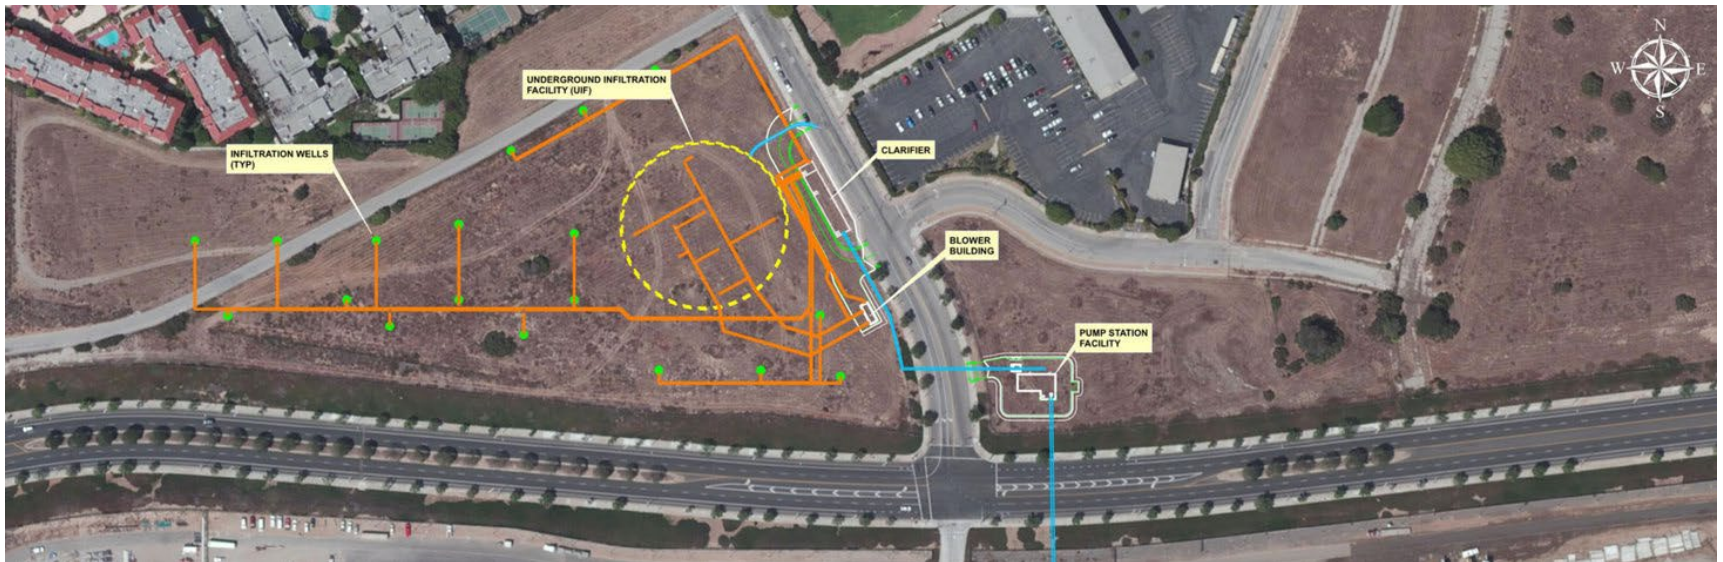 N
W
E
S
UNDERGROUND INFILTRATION
FACILITY (UIF)
INFILTRATION WELLS
(TYP)
CLARIFIER
BLOWER
BUILDING
PUMP STATION
FACILITY